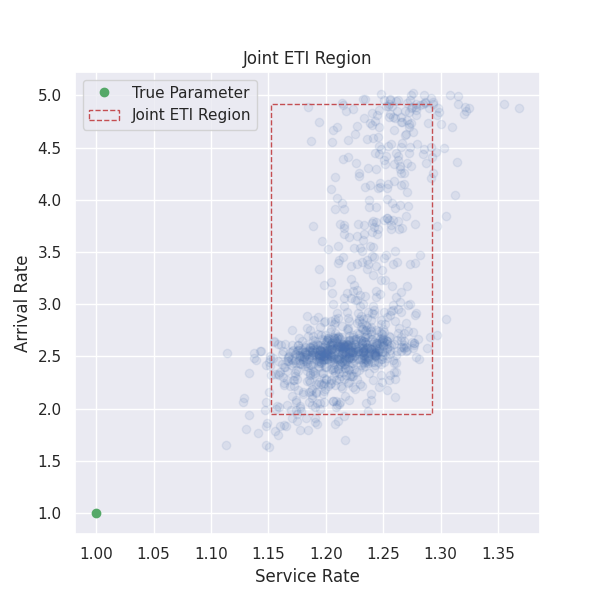 Joint ETI Region
True Parameter
Joint ETI Region
5.0
4.5
4.0
3.5
3.0
2.5
2.0
1.5
1.0
Arrival Rate
1.00 1.05 1.10 1.15 1.20 1.25 1.30 1.35
Service Rate